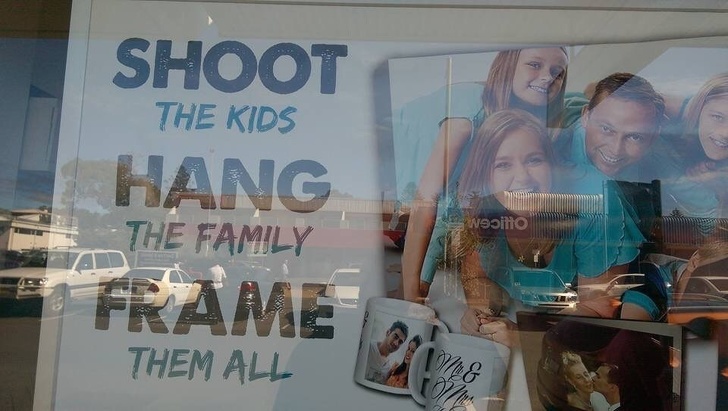 SHOOT
THE KIDS
HANG
THE FAMILY
FRAME
THEM ALL
Officew
Mr &
Mrs